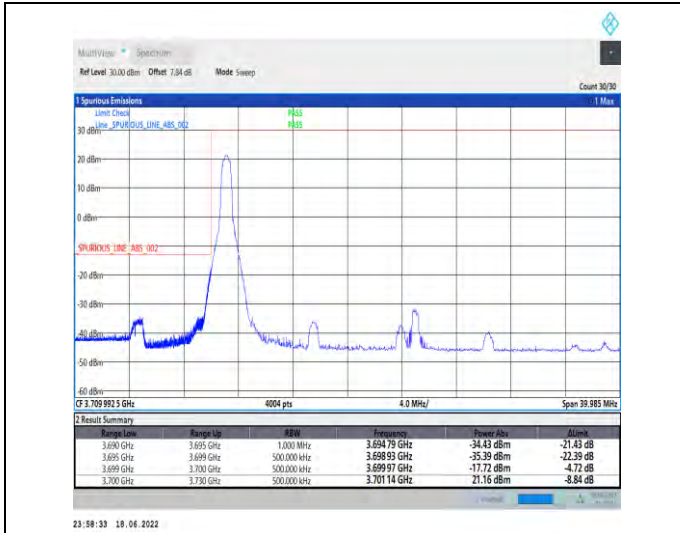 MultiView Spectrum
Ref Level 30.00 dBm Offset 7.84 dB Mode Sweep
Count 30/30
1 Spurious Emissions 1 Max
Limit Check PASS
Line _SPURIOUS_LINE_ABS_002 PASS
30 dBm
20 dBm
10 dBm
0 dBm
SPURIOUS_LINE_ABS_002
-20 dBm
-30 dBm
-40 dBm
-50 dBm
-60 dBm
CF 3.709 992 5 GHz 4004 pts 4.0 MHz/ Span 39.985 MHz
2 Result Summary
Range Low Range Up RBW Frequency Power Abs ΔLimit
3.690 GHz 3.695 GHz 1.000 MHz 3.694 79 GHz -34.43 dBm -21.43 dB
3.695 GHz 3.699 GHz 500.000 kHz 3.698 93 GHz -35.39 dBm -22.39 dB
3.699 GHz 3.700 GHz 500.000 kHz 3.699 97 GHz -17.72 dBm -4.72 dB
3.700 GHz 3.730 GHz 500.000 kHz 3.701 14 GHz 21.16 dBm -8.84 dB
23:58:33 18.06.2022